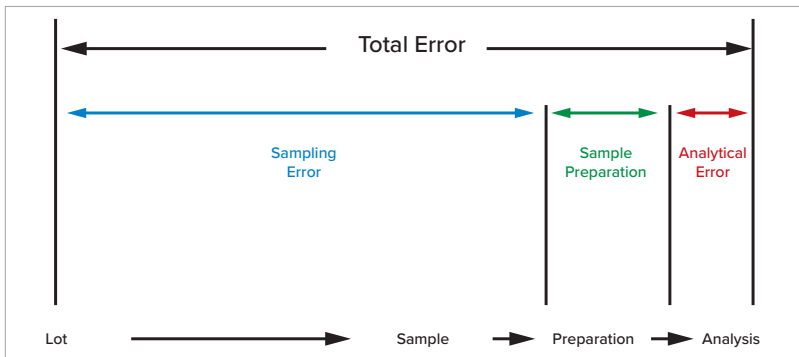 Total Error
Sampling
Error
Sample
Preparation
Analytical
Error
Lot
Sample
Preparation
Analysis